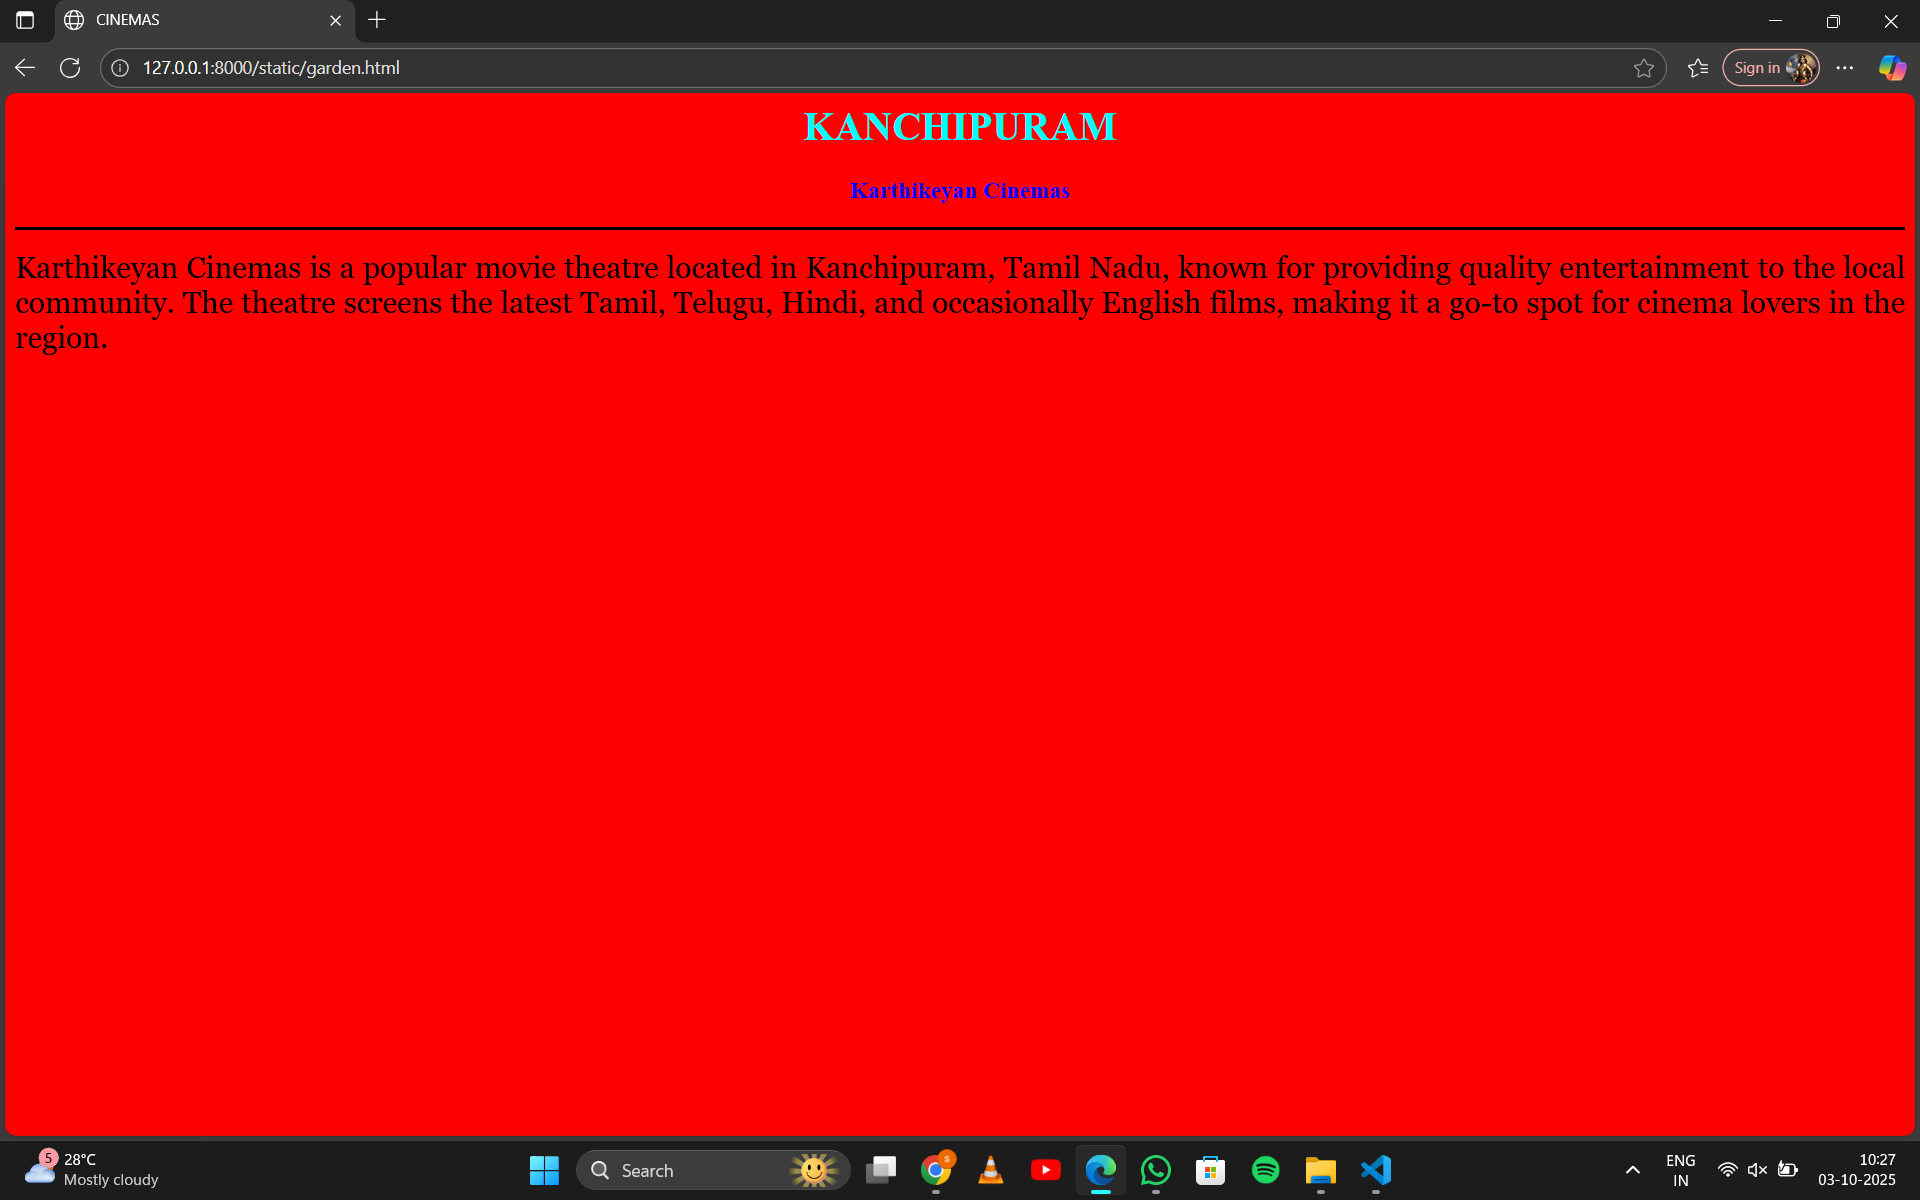 CINEMAS
127.0.0.1:8000/static/garden.html
Sign in
KANCHIPURAM
Karthikeyan Cinemas
Karthikeyan Cinemas is a popular movie theatre located in Kanchipuram, Tamil Nadu, known for providing quality entertainment to the local
community. The theatre screens the latest Tamil, Telugu, Hindi, and occasionally English films, making it a go-to spot for cinema lovers in the
region.
5
28°C
Mostly cloudy
Search
S
ENG
IN
10:27
03-10-2025